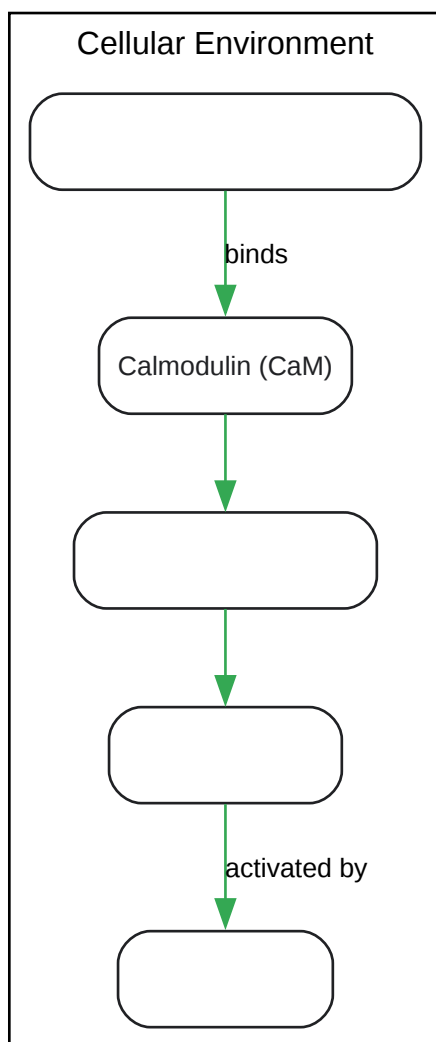 Cellular Environment
binds
Calmodulin (CaM)
activated by